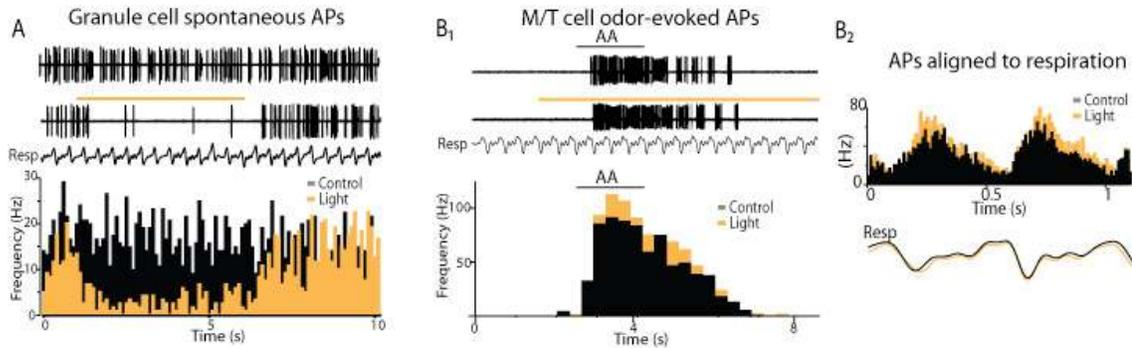 A
Granule cell spontaneous APs
Resp
30
20
10
0
Frequency (Hz)
Control
Light
0
5
10
Time (s)
B1
M/T cell odor-evoked APs
AA
Resp
AA
100
50
Frequency (Hz)
Control
Light
0
4
8
Time (s)
B2
APs aligned to respiration
80
40
0
(Hz)
Control
Light
0
0.5
1
Time (s)
Resp